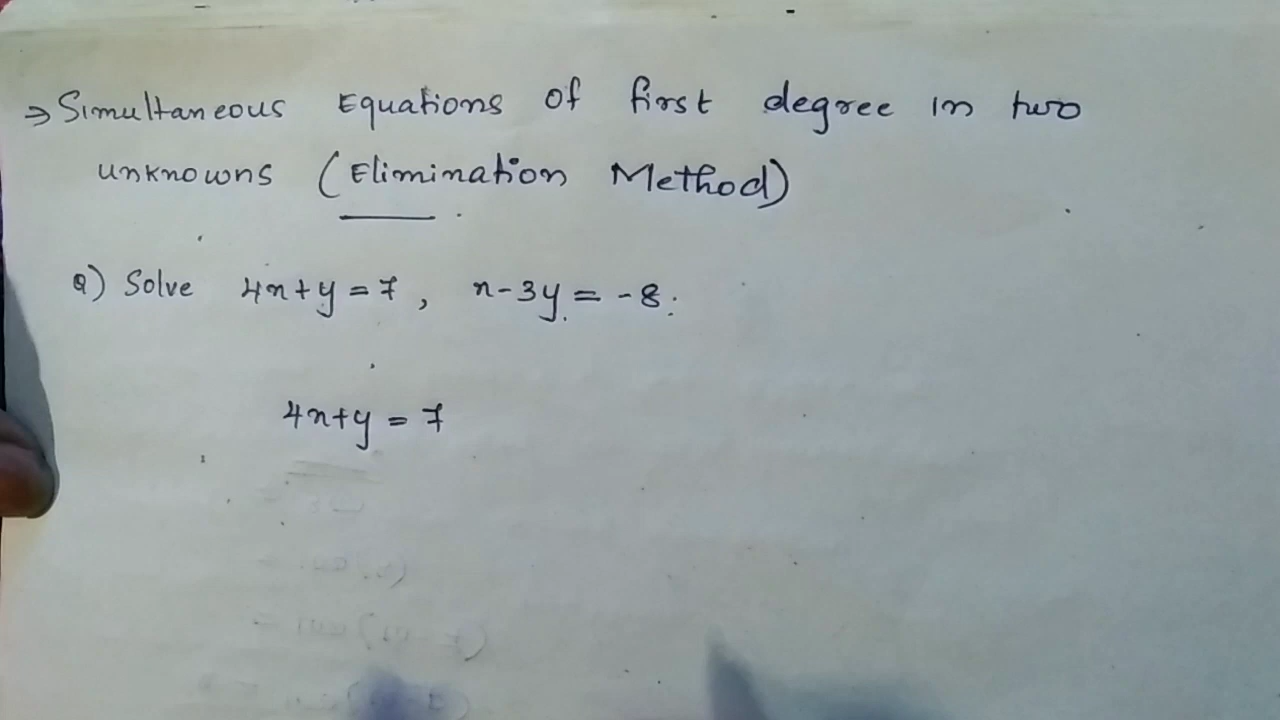 ⇒ Simultaneous Equations of first degree in two
unknowns (Elimination Method)
Q) Solve 4x+y=7, x-3y=-8.
4x+y=7